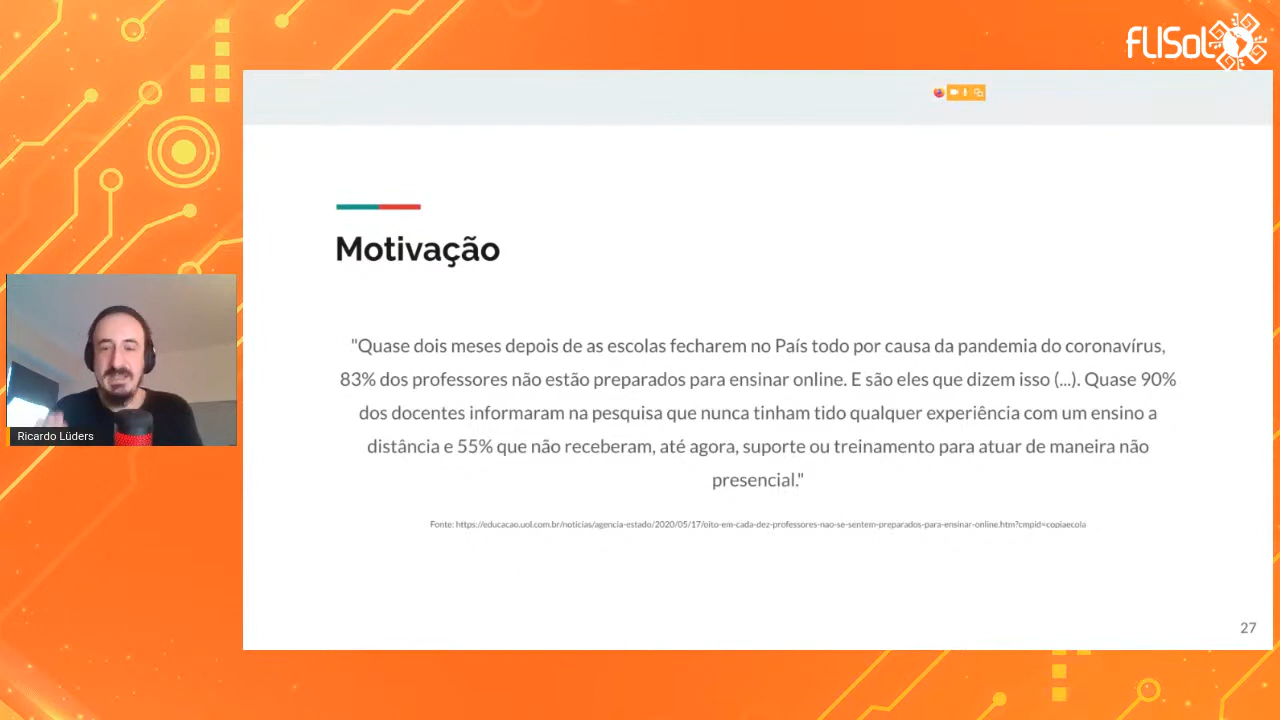 FLISoL
Motivação
"Quase dois meses depois de as escolas fecharem no País todo por causa da pandemia do coronavírus,
83% dos professores não estão preparados para ensinar online. E são eles que dizem isso (...). Quase 90%
dos docentes informaram na pesquisa que nunca tinham tido qualquer experiência com um ensino a
distância e 55% que não receberam, até agora, suporte ou treinamento para atuar de maneira não
presencial."
Fonte: https://educacao.uol.com.br/noticias/agencia-estado/2020/05/17/oito-em-cada-dez-professores-nao-se-sentem-preparados-para-ensinar-online.htm?cmpid=copiaecola
Ricardo Lüders
27